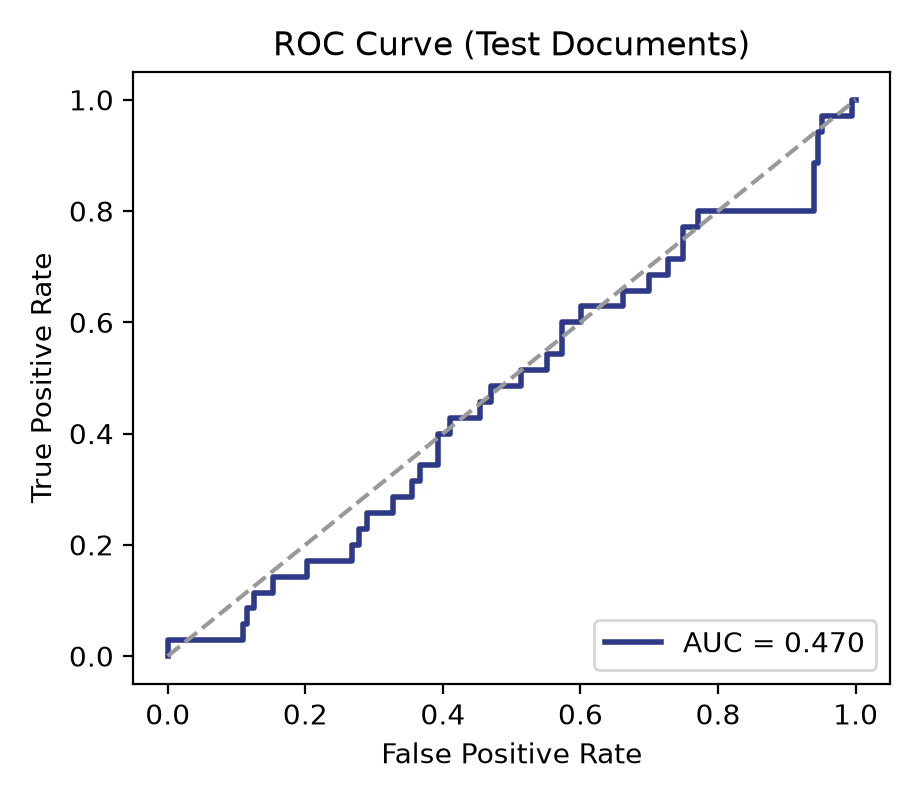 ROC Curve (Test Documents)
True Positive Rate
1.0
0.8
0.6
0.4
0.2
0.0
AUC = 0.470
0.0 0.2 0.4 0.6 0.8 1.0
False Positive Rate